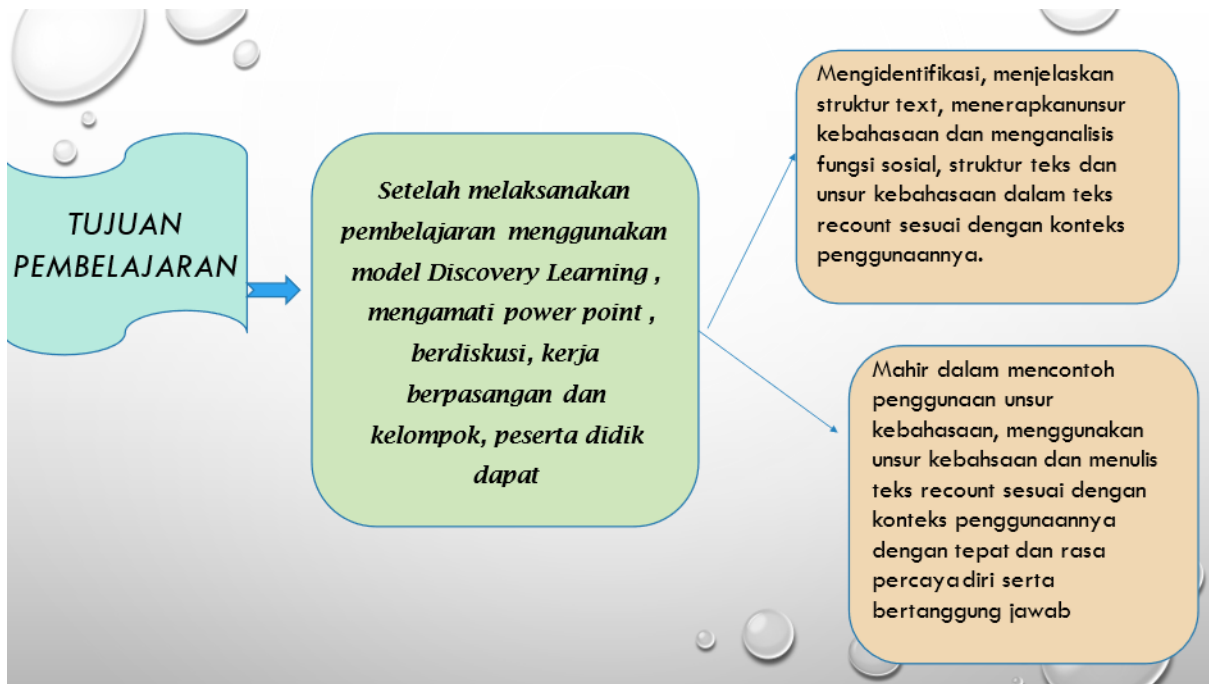 TUJUAN
PEMBELAJARAN
Setelah melaksanakan
pembelajaran menggunakan
model Discovery Learning ,
mengamati power point ,
berdiskusi, kerja
berpasangan dan
kelompok, peserta didik
dapat
Mengidentifikasi, menjelaskan
struktur text, menerapkanunsur
kebahasaan dan menganalisis
fungsi sosial, struktur teks dan
unsur kebahasaan dalam teks
recount sesuai dengan konteks
penggunaannya.
Mahir dalam mencontoh
penggunaan unsur
kebahasaan, menggunakan
unsur kebahsaan dan menulis
teks recount sesuai dengan
konteks penggunaannya
dengan tepat dan rasa
percaya diri serta
bertanggung jawab